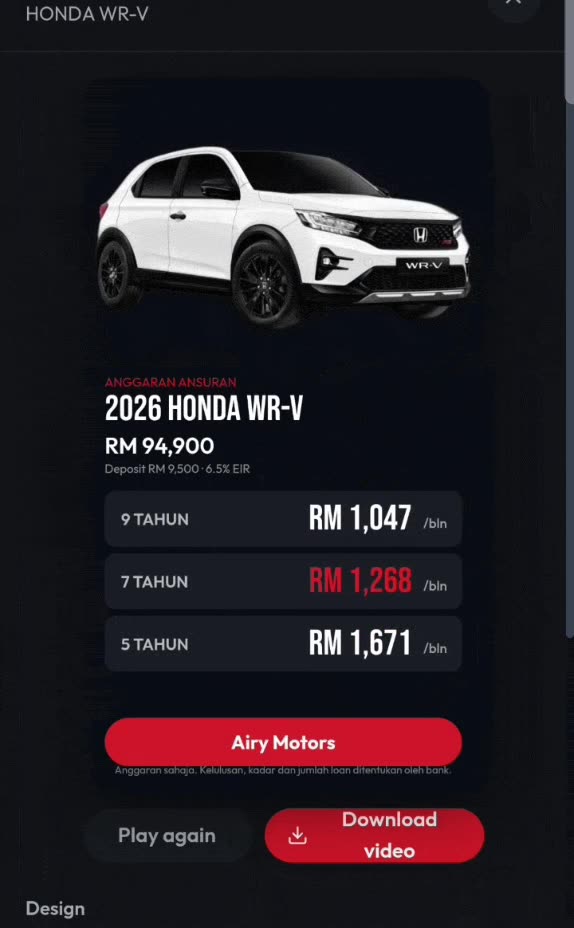 HONDA WR-V
WR-V
ANGGARAN ANSURAN
2026 HONDA WR-V
RM 94,900
Deposit RM 9,500 · 6.5% EIR
9 TAHUN RM 1,047 /bln
7 TAHUN RM 1,268 /bln
5 TAHUN RM 1,671 /bln
Airy Motors
Anggaran sahaja. Kelulusan, kadar dan jumlah loan ditentukan oleh bank.
Play again
Download
video
Design